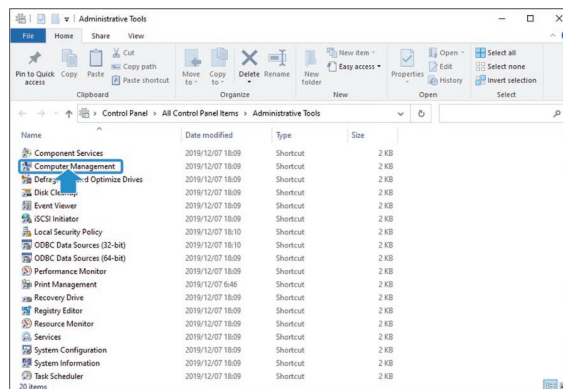 Administrative Tools
File Home Share View
Pin to Quick access
Copy
Paste
Cut
Copy path
Paste shortcut
Clipboard
Move to
Copy to
Delete
Rename
Organize
New folder
New item
Easy access
New
Properties
Open
Edit
History
Open
Select all
Select none
Invert selection
Select
Control Panel > All Control Panel Items > Administrative Tools
Name Date modified Type Size
Component Services 2019/12/07 18:09 Shortcut 2 KB
Computer Management 2019/12/07 18:09 Shortcut 2 KB
and Optimize Drives 2019/12/07 18:09 Shortcut 2 KB
Disk 2019/12/07 18:09 Shortcut 2 KB
Event Viewer 2019/12/07 18:09 Shortcut 2 KB
iSCSI Initiator 2019/12/07 18:09 Shortcut 2 KB
Local Security Policy 2019/12/07 18:10 Shortcut 2 KB
ODBC Data Sources (32-bit) 2019/12/07 18:10 Shortcut 2 KB
ODBC Data Sources (64-bit) 2019/12/07 18:09 Shortcut 2 KB
Performance Monitor 2019/12/07 18:09 Shortcut 2 KB
Print Management 2019/12/07 6:46 Shortcut 2 KB
Recovery Drive 2019/12/07 18:09 Shortcut 2 KB
Registry Editor 2019/12/07 18:09 Shortcut 2 KB
Resource Monitor 2019/12/07 18:09 Shortcut 2 KB
Services 2019/12/07 18:09 Shortcut 2 KB
System Configuration 2019/12/07 18:09 Shortcut 2 KB
System Information 2019/12/07 18:09 Shortcut 2 KB
Task Scheduler 2019/12/07 18:09 Shortcut 2 KB
20 items